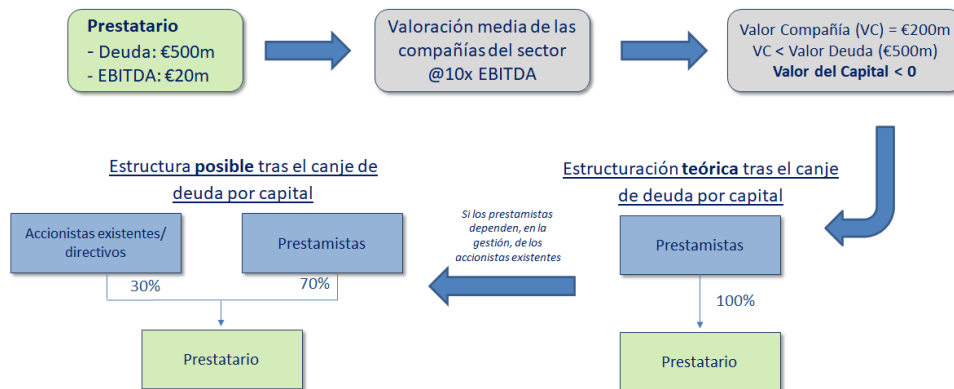 Prestatario
- Deuda: €500m
- EBITDA: €20m
Valoración media de las
compañías del sector
@10x EBITDA
Valor Compañía (VC) = €200m
VC < Valor Deuda (€500m)
Valor del Capital < 0
Estructura posible tras el canje de
deuda por capital
Estructuración teórica tras el canje
de deuda por capital
Accionistas existentes/
directivos
Prestamistas
Si los prestamistas
dependen, en la
gestión, de los
accionistas existentes
Prestamistas
30%
70%
100%
Prestatario
Prestatario